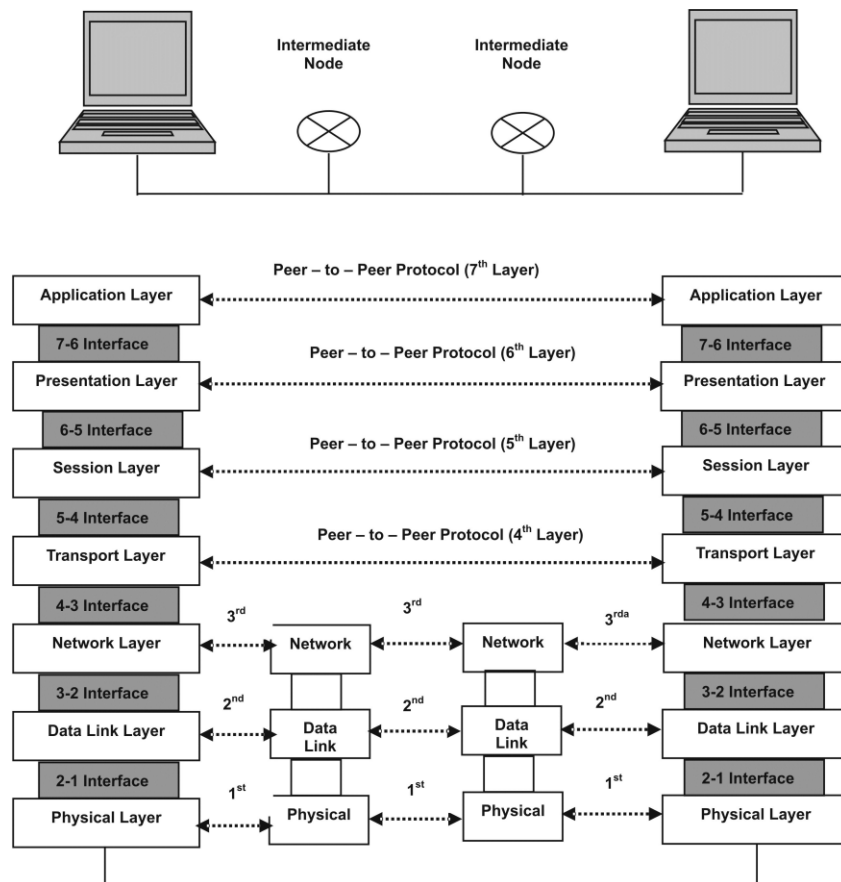 Intermediate Node Intermediate Node
Peer – to – Peer Protocol (7th Layer)
Application Layer Application Layer
7-6 Interface 7-6 Interface
Peer – to – Peer Protocol (6th Layer)
Presentation Layer Presentation Layer
6-5 Interface 6-5 Interface
Peer – to – Peer Protocol (5th Layer)
Session Layer Session Layer
5-4 Interface 5-4 Interface
Peer – to – Peer Protocol (4th Layer)
Transport Layer Transport Layer
4-3 Interface 4-3 Interface
3rd 3rd 3rda
Network Layer Network Network Network Layer
3-2 Interface 3-2 Interface
2nd 2nd 2nd
Data Link Layer Data Link Data Link Data Link Layer
2-1 Interface 2-1 Interface
1st 1st 1st
Physical Layer Physical Physical Physical Layer